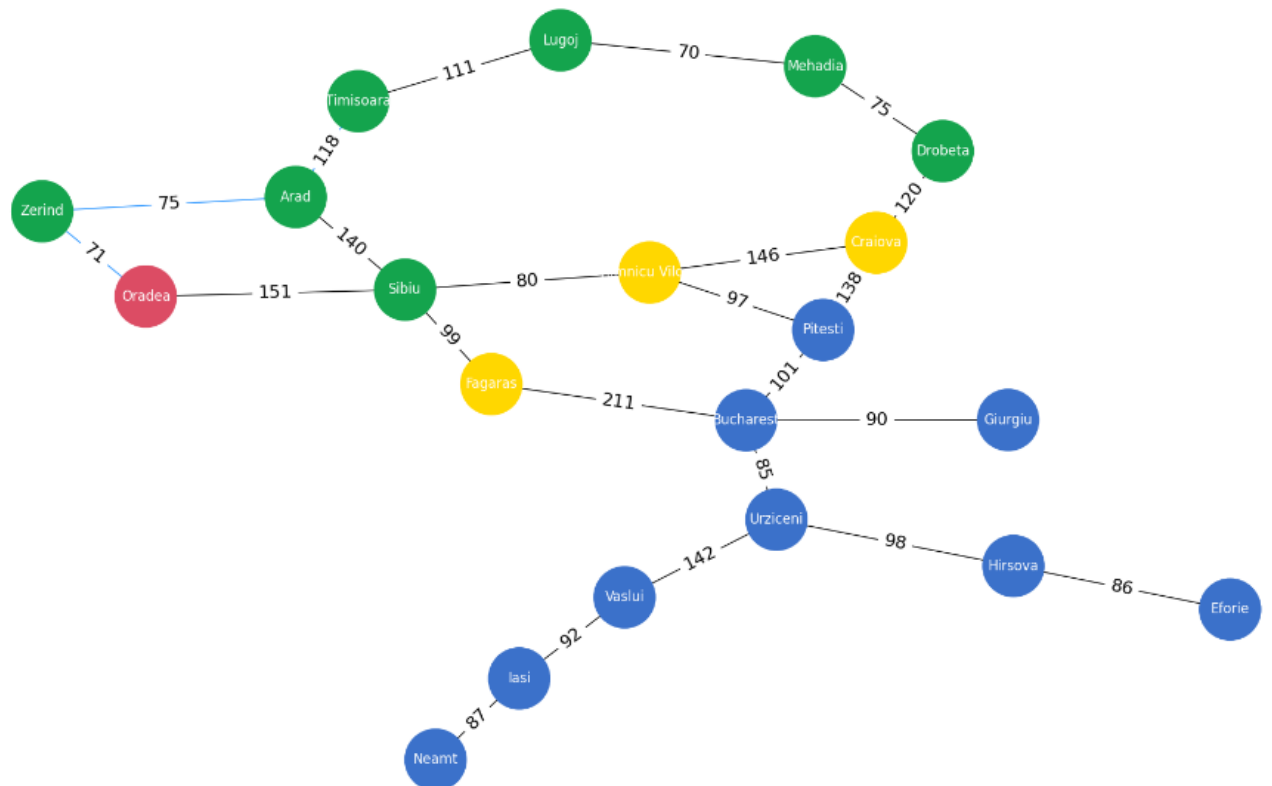 Lugoj
70
Mehadia
111
75
Timisoara
118
Drobeta
120
Arad
75
Zerind
71
140
Craiova
146
80
Sibiu
151
Oradea
97
138
Pitesti
99
101
Fagaras
211
Bucharest
90
Giurgiu
85
Urziceni
98
142
Hirsova
86
Vaslui
Eforie
92
Iasi
87
Neamt